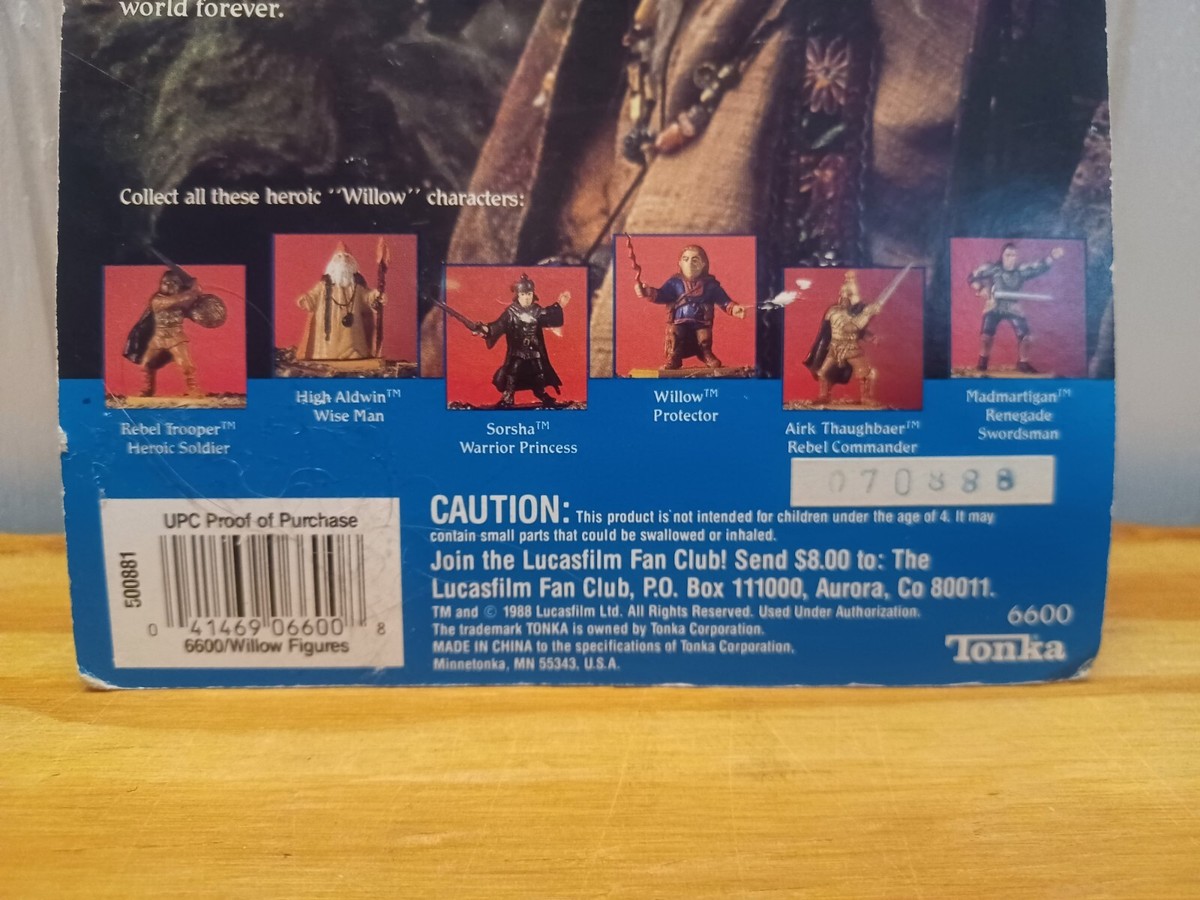 world forever.
Collect all these heroic ''Willow'' characters:
Rebel Trooper™
Heroic Soldier
High Aldwin™
Wise Man
Sorsha™
Warrior Princess
Willow™
Protector
Airk Thaughbaer™
Rebel Commander
Madmartigan™
Renegade
Swordsman
070888
UPC Proof of Purchase
500881
0 41469 06600 8
6600/Willow Figures
CAUTION: This product is not intended for children under the age of 4. It may
contain small parts that could be swallowed or inhaled.
Join the Lucasfilm Fan Club! Send $8.00 to: The
Lucasfilm Fan Club, P.O. Box 111000, Aurora, Co 80011.
TM and © 1988 Lucasfilm Ltd. All Rights Reserved. Used Under Authorization.
The trademark TONKA is owned by Tonka Corporation.
MADE IN CHINA to the specifications of Tonka Corporation,
Minnetonka, MN 55343, U.S.A.
6600
Tonka